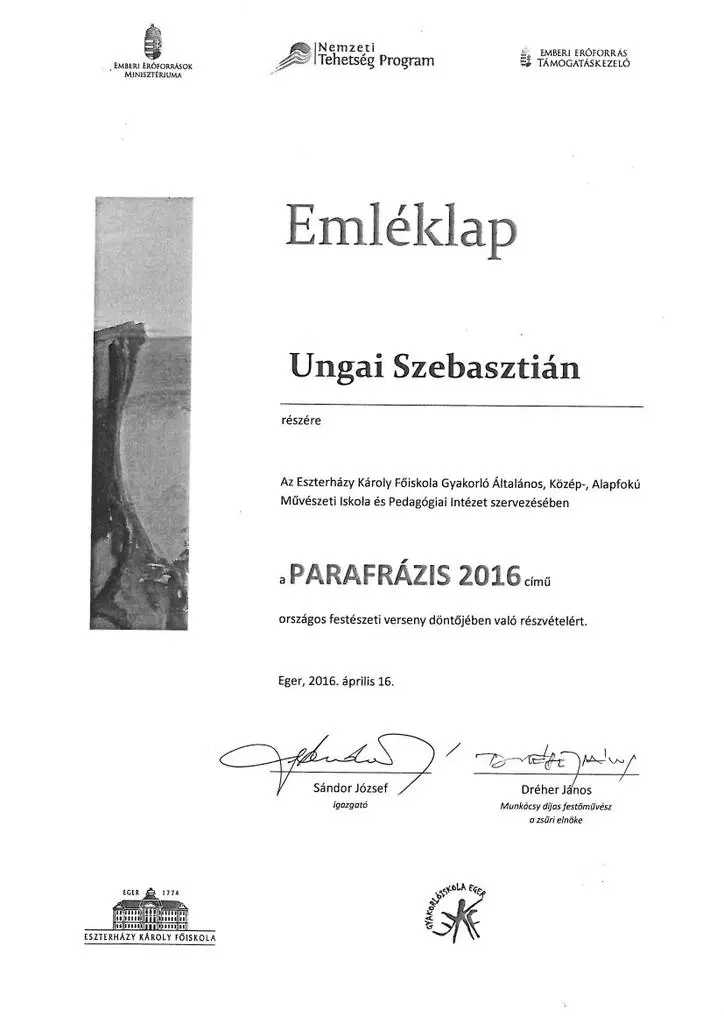 EMBERI ERŐFORRÁSOK
MINISZTÉRIUMA
Nemzeti
Tehetség Program
EMBERI ERŐFORRÁS
TÁMOGATÁSKEZELŐ
Emléklap
Ungai Szebasztián
részére
Az Eszterházy Károly Főiskola Gyakorló Általános, Közép-, Alapfokú
Művészeti Iskola és Pedagógiai Intézet szervezésében
a PARAFRÁZIS 2016 című
országos festészeti verseny döntőjében való részvételért.
Eger, 2016. április 16.
Sándor József
igazgató
Dréher János
Munkácsy díjas festőművész
a zsűri elnöke
EGER 1774
ESZTERHÁZY KÁROLY FŐISKOLA
GYAKORLÓISKOLA EGER